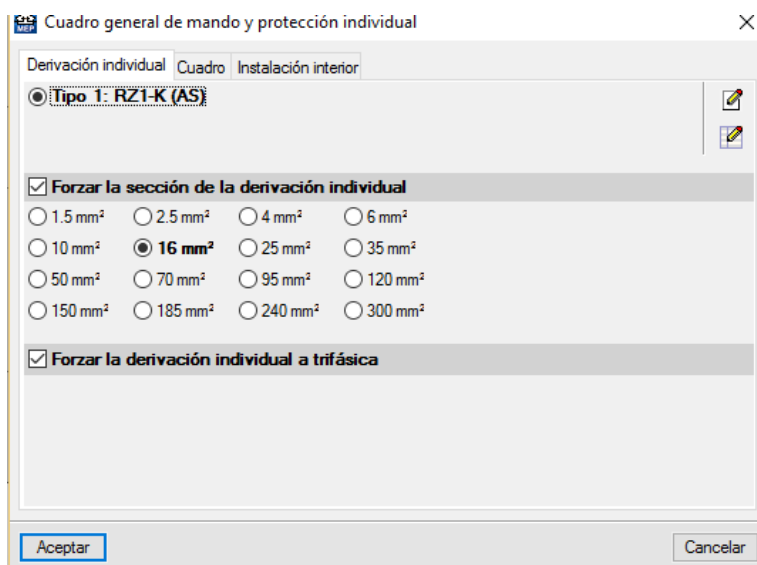 MEP Cuadro general de mando y protección individual
Derivación individual Cuadro Instalación interior
Tipo 1: RZ1-K (AS)
Forzar la sección de la derivación individual
1.5 mm² 2.5 mm² 4 mm² 6 mm²
10 mm² 16 mm² 25 mm² 35 mm²
50 mm² 70 mm² 95 mm² 120 mm²
150 mm² 185 mm² 240 mm² 300 mm²
Forzar la derivación individual a trifásica
Aceptar Cancelar